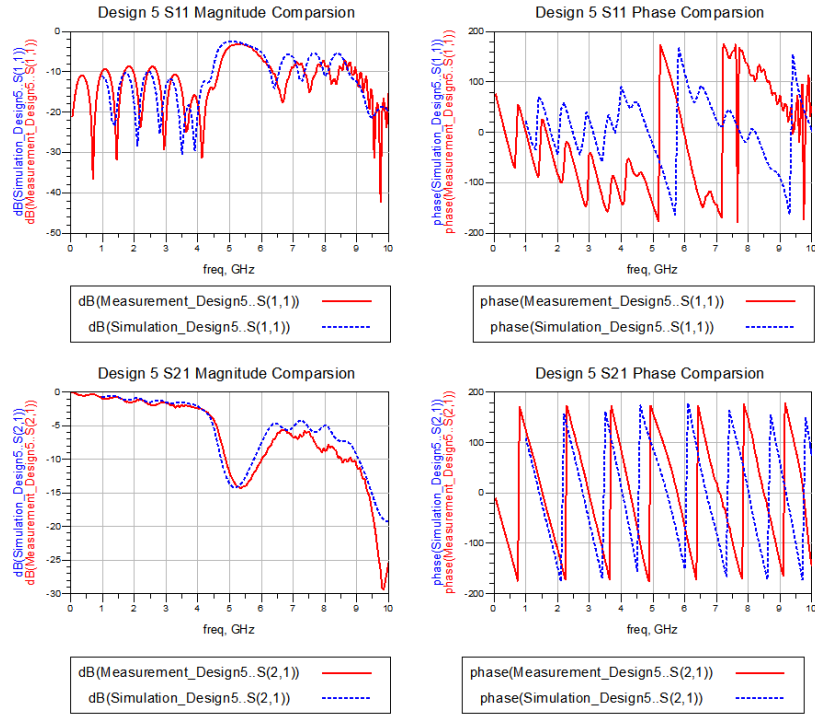 Design 5 S11 Magnitude Comparsion
dB(Simulation_Design5..S(1,1))
dB(Measurement_Design5..S(1,1))
0
-10
-20
-30
-40
-50
0 1 2 3 4 5 6 7 8 9 10
freq, GHz
dB(Measurement_Design5..S(1,1))
dB(Simulation_Design5..S(1,1))
Design 5 S11 Phase Comparsion
phase(Simulation_Design5..S(1,1))
phase(Measurement_Design5..S(1,1))
200
100
0
-100
-200
0 1 2 3 4 5 6 7 8 9 10
freq, GHz
phase(Measurement_Design5..S(1,1))
phase(Simulation_Design5..S(1,1))
Design 5 S21 Magnitude Comparsion
dB(Simulation_Design5..S(2,1))
dB(Measurement_Design5..S(2,1))
0
-5
-10
-15
-20
-25
-30
0 1 2 3 4 5 6 7 8 9 10
freq, GHz
dB(Measurement_Design5..S(2,1))
dB(Simulation_Design5..S(2,1))
Design 5 S21 Phase Comparsion
phase(Simulation_Design5..S(2,1))
phase(Measurement_Design5..S(2,1))
200
100
0
-100
-200
0 1 2 3 4 5 6 7 8 9 10
freq, GHz
phase(Measurement_Design5..S(2,1))
phase(Simulation_Design5..S(2,1))